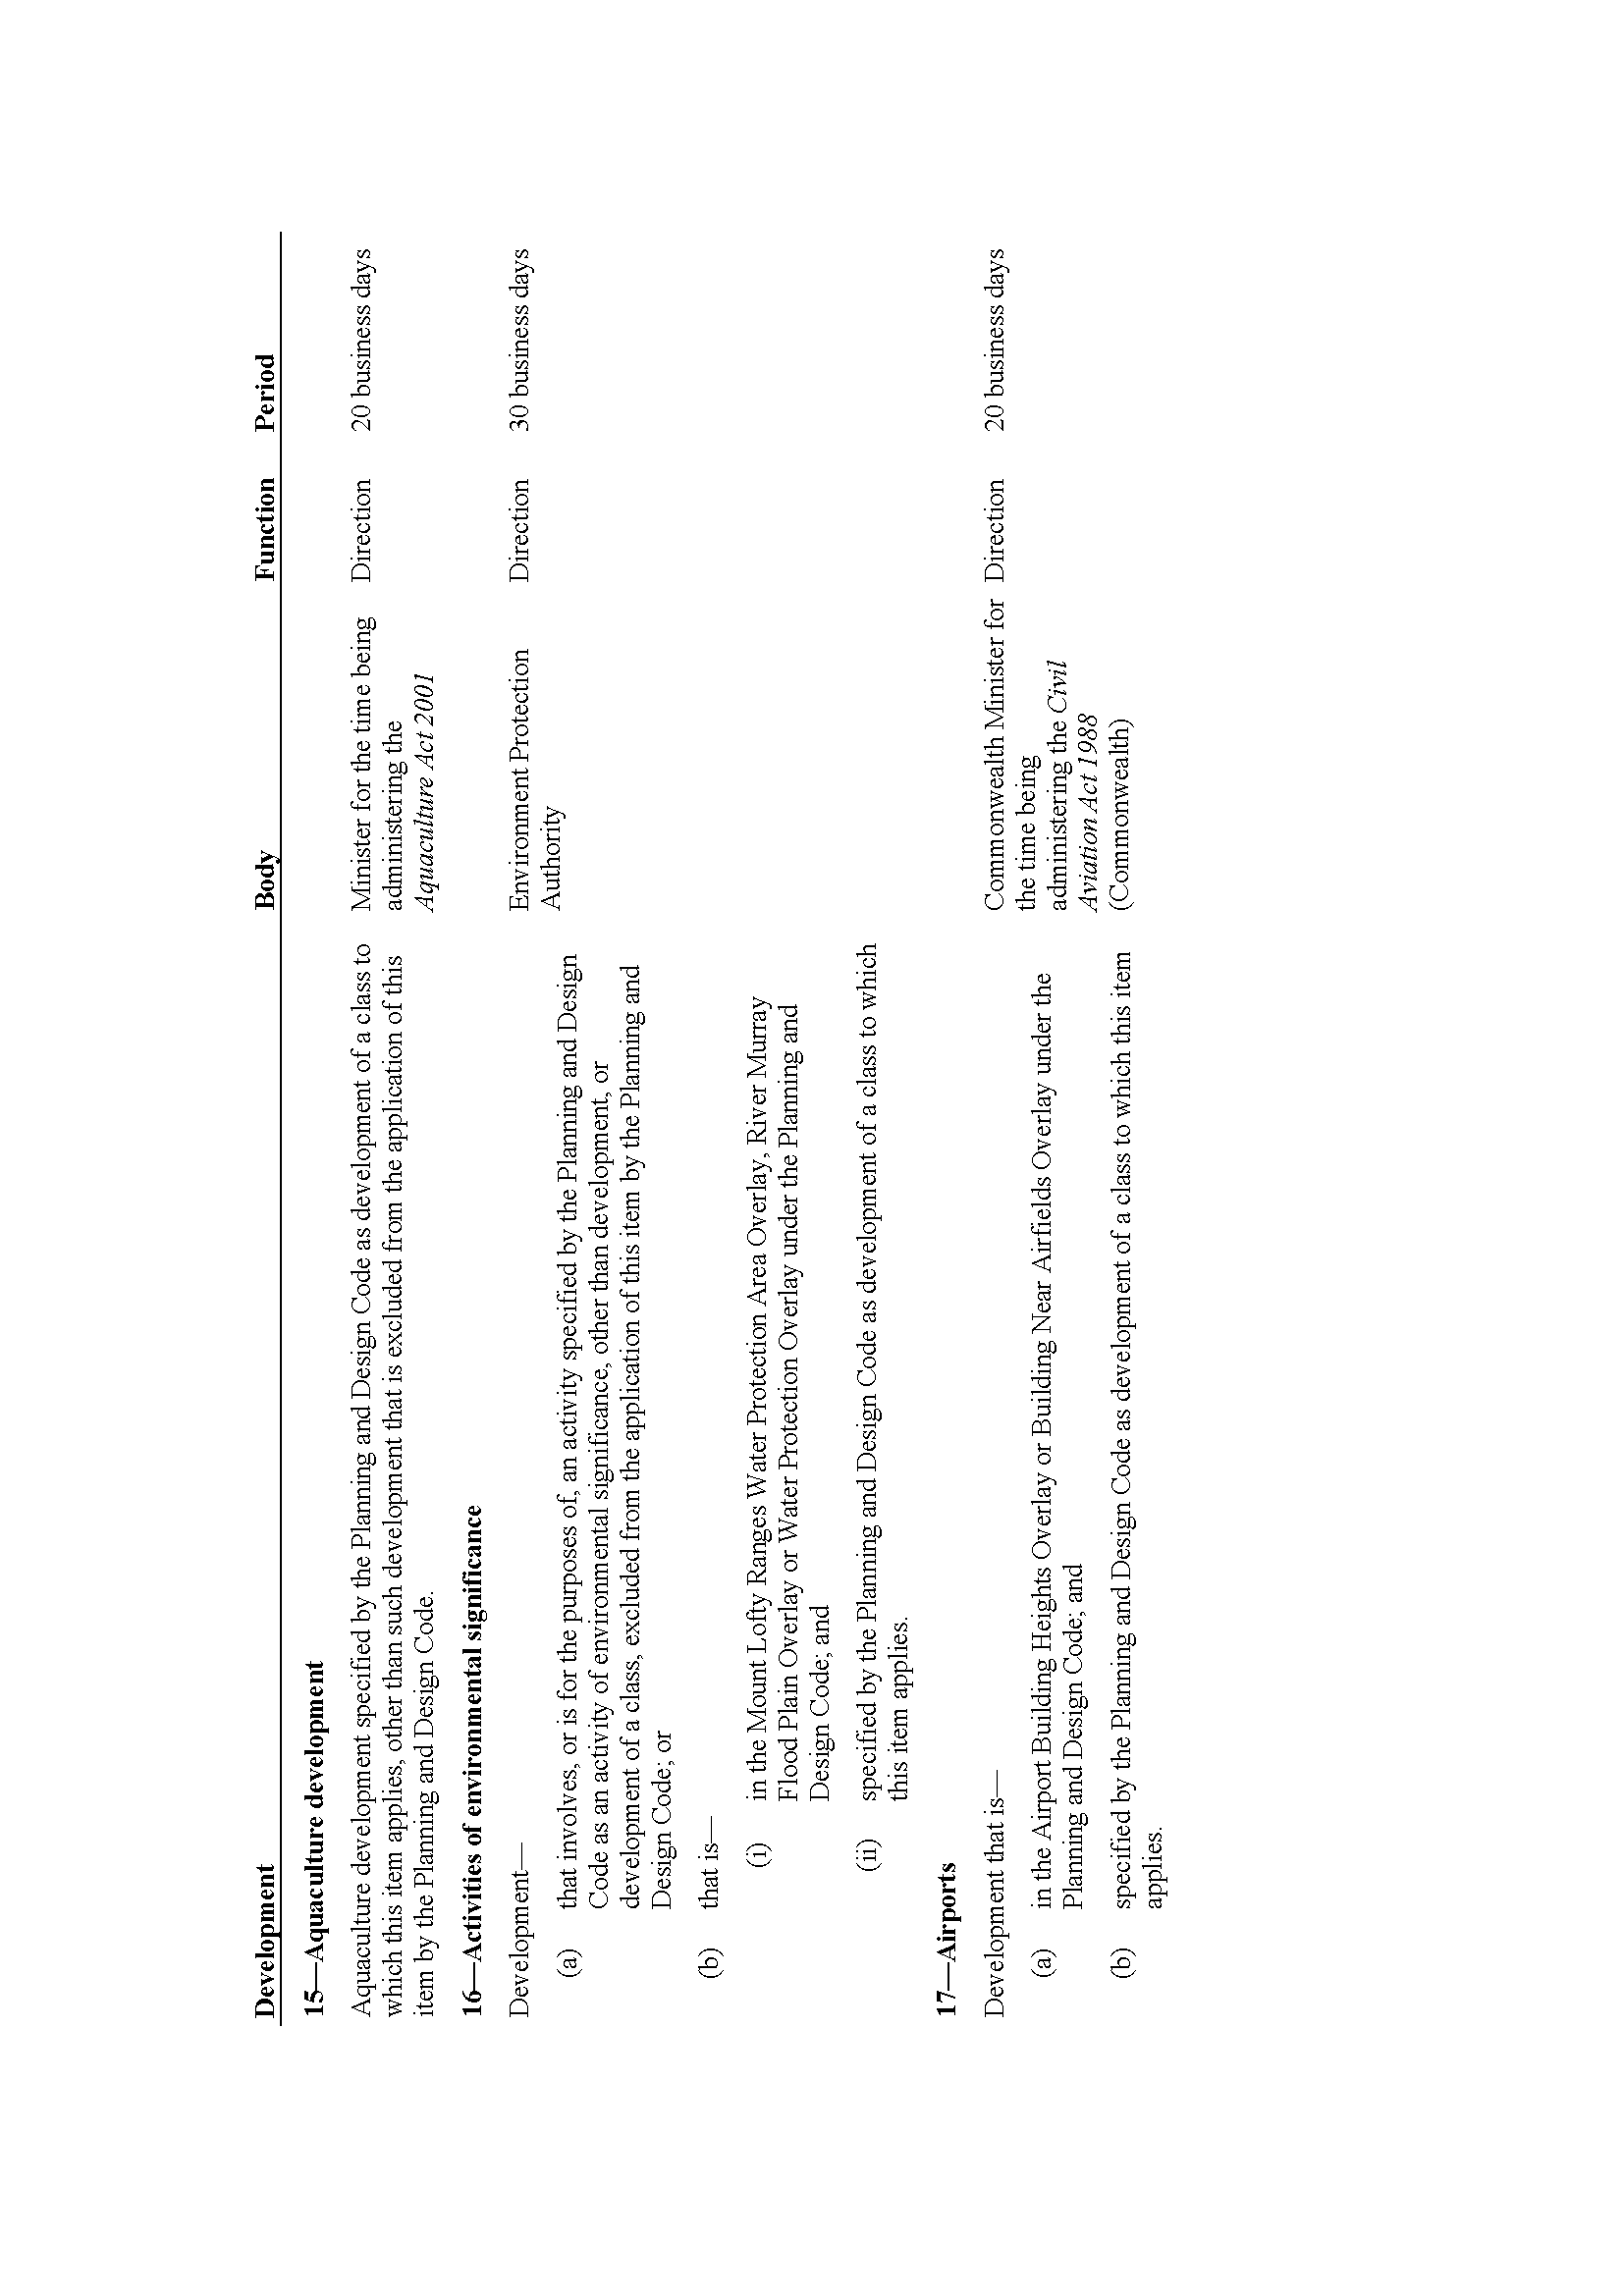 Development Body Function Period
15—Aquaculture development
Aquaculture development specified by the Planning and Design Code as development of a class to Minister for the time being Direction 20 business days
which this item applies, other than such development that is excluded from the application of this administering the
item by the Planning and Design Code. Aquaculture Act 2001
16—Activities of environmental significance
Development— Environment Protection Direction 30 business days
Authority
(a) that involves, or is for the purposes of, an activity specified by the Planning and Design
Code as an activity of environmental significance, other than development, or
development of a class, excluded from the application of this item by the Planning and
Design Code; or
(b) that is—
(i) in the Mount Lofty Ranges Water Protection Area Overlay, River Murray
Flood Plain Overlay or Water Protection Overlay under the Planning and
Design Code; and
(ii) specified by the Planning and Design Code as development of a class to which
this item applies.
17—Airports
Development that is— Commonwealth Minister for Direction 20 business days
the time being
(a) in the Airport Building Heights Overlay or Building Near Airfields Overlay under the administering the Civil
Planning and Design Code; and Aviation Act 1988
(b) specified by the Planning and Design Code as development of a class to which this item (Commonwealth)
applies.